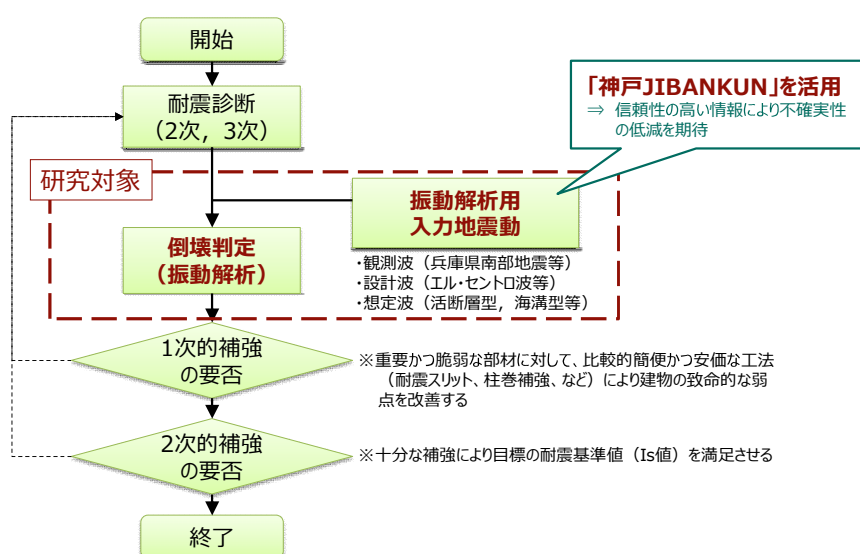 開始
耐震診断
（2次，3次）
「神戸JIBANKUN」を活用
⇒ 信頼性の高い情報により不確実性
の低減を期待
研究対象
振動解析用
入力地震動
倒壊判定
（振動解析）
・観測波（兵庫県南部地震等）
・設計波（エル・セントロ波等）
・想定波（活断層型，海溝型等）
1次的補強
の要否
※重要かつ脆弱な部材に対して、比較的簡便かつ安価な工法
（耐震スリット、柱巻補強、など）により建物の致命的な弱
点を改善する
2次的補強
の要否
※十分な補強により目標の耐震基準値（Is値）を満足させる
終了